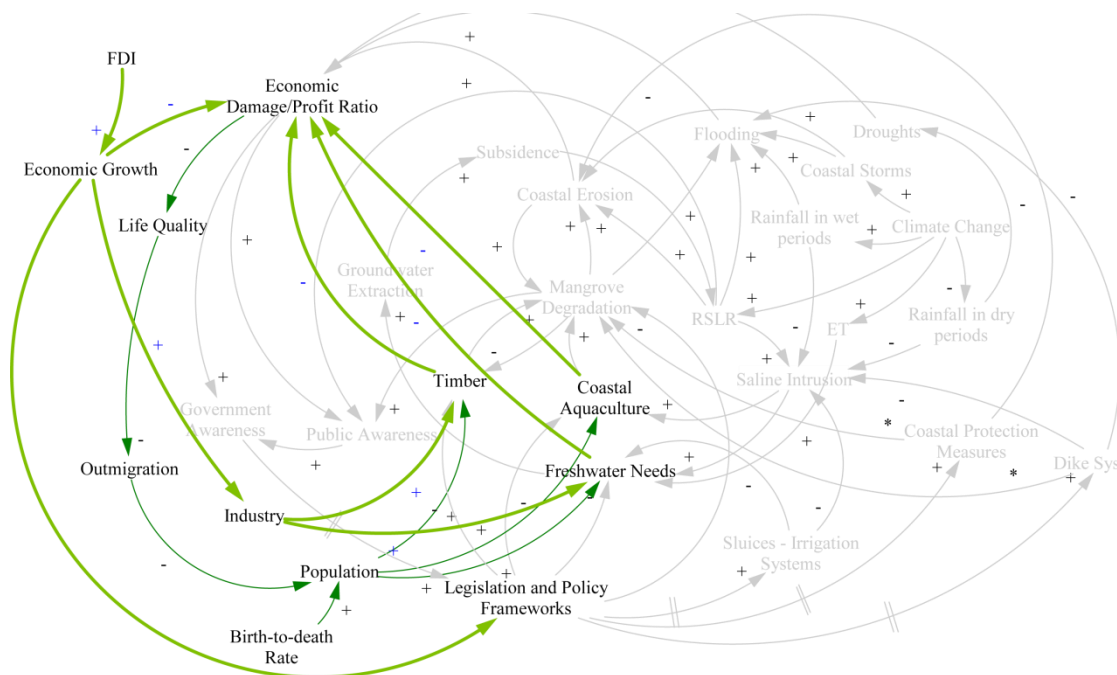 FDI
Economic
Damage/Profit Ratio
Economic Growth
Life Quality
Subsidence
Coastal Erosion
Flooding
Droughts
Coastal Storms
Rainfall in wet
periods
Climate Change
Groundwater
Extraction
Mangrove
Degradation
RSLR
ET
Rainfall in dry
periods
Timber
Coastal
Aquaculture
Saline Intrusion
Government
Awareness
Public Awareness
Coastal Protection
Measures
Outmigration
Freshwater Needs
Dike Sys
Industry
Sluices - Irrigation
Systems
Population
Legislation and Policy
Frameworks
Birth-to-death
Rate